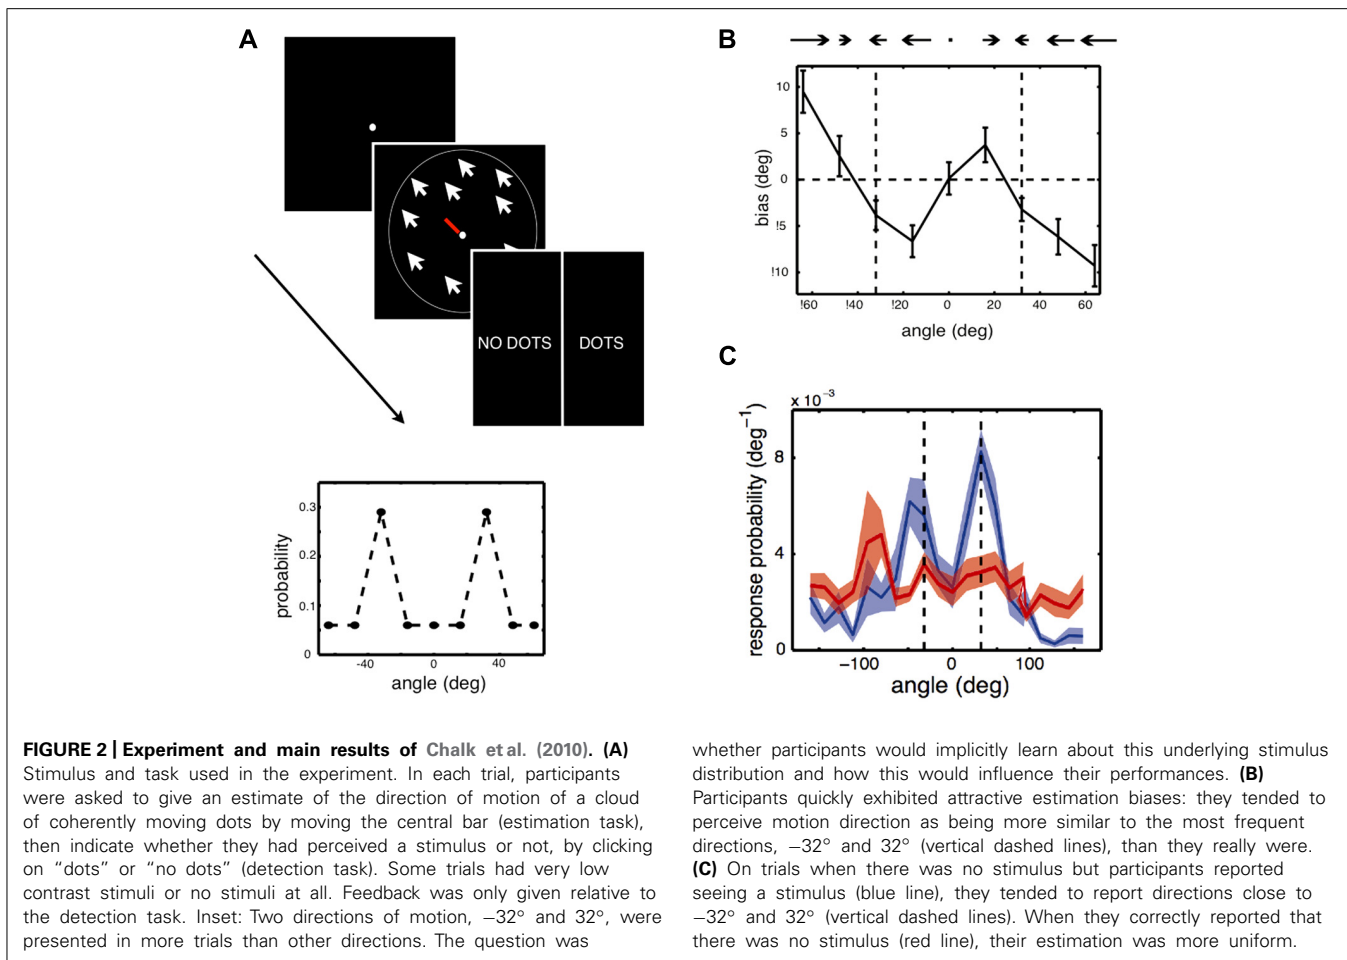 A
NO DOTS
DOTS
probability
0.3
0.2
0.1
0
-40
0
40
angle (deg)
B
bias (deg)
10
5
0
!5
!10
!60
!40
!20
0
20
40
60
angle (deg)
C
x 10⁻³
response probability (deg⁻¹)
8
4
0
−100
0
100
angle (deg)
FIGURE 2 | Experiment and main results of Chalk et al. (2010). (A)
Stimulus and task used in the experiment. In each trial, participants
were asked to give an estimate of the direction of motion of a cloud
of coherently moving dots by moving the central bar (estimation task),
then indicate whether they had perceived a stimulus or not, by clicking
on “dots” or “no dots” (detection task). Some trials had very low
contrast stimuli or no stimuli at all. Feedback was only given relative to
the detection task. Inset: Two directions of motion, −32° and 32°, were
presented in more trials than other directions. The question was
whether participants would implicitly learn about this underlying stimulus
distribution and how this would influence their performances. (B)
Participants quickly exhibited attractive estimation biases: they tended to
perceive motion direction as being more similar to the most frequent
directions, −32° and 32° (vertical dashed lines), than they really were.
(C) On trials when there was no stimulus but participants reported
seeing a stimulus (blue line), they tended to report directions close to
−32° and 32° (vertical dashed lines). When they correctly reported that
there was no stimulus (red line), their estimation was more uniform.